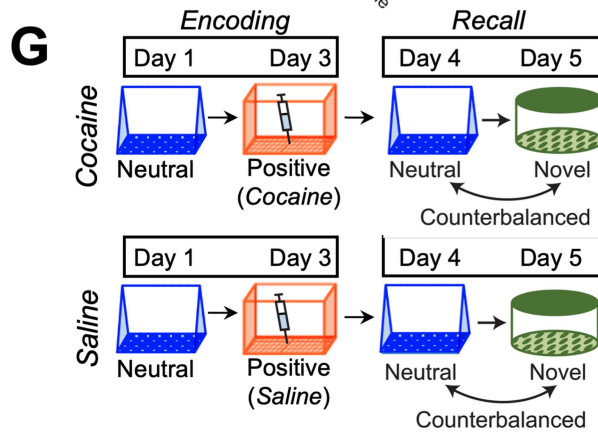 G
Encoding Recall
Day 1 Day 3 Day 4 Day 5
Cocaine
Neutral Positive Neutral Novel
(Cocaine)
Counterbalanced
Day 1 Day 3 Day 4 Day 5
Saline
Neutral Positive Neutral Novel
(Saline)
Counterbalanced